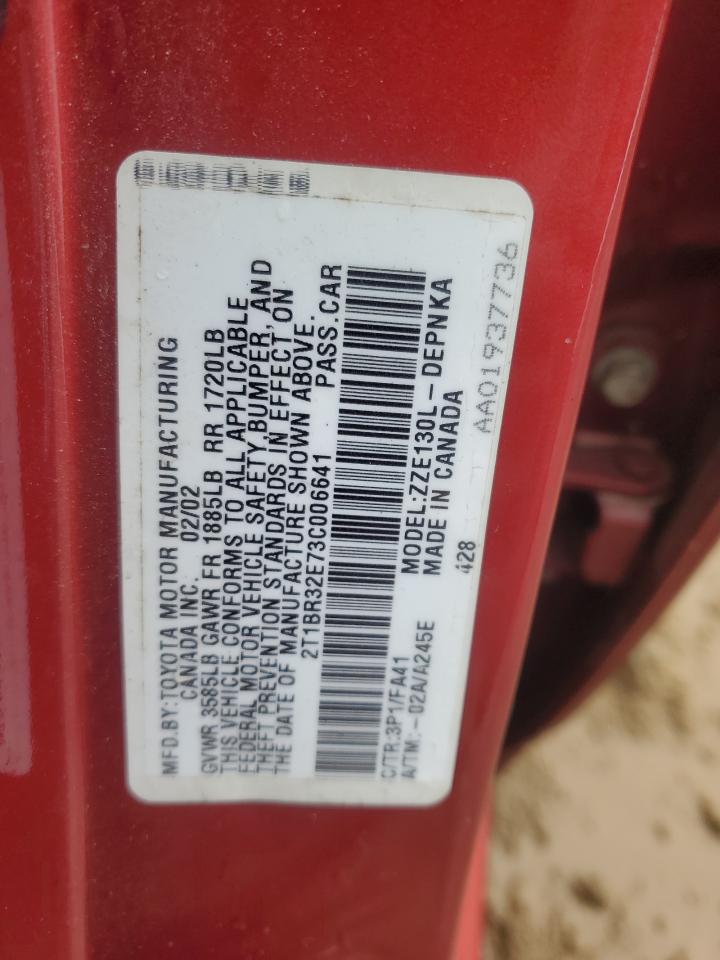 MFD.BY:TOYOTA MOTOR MANUFACTURING
CANADA INC. 02/02
GVWR 3585LB GAWR FR 1885LB RR 1720LB
THIS VEHICLE CONFORMS TO ALL APPLICABLE
FEDERAL MOTOR VEHICLE SAFETY, BUMPER, AND
THEFT PREVENTION STANDARDS IN EFFECT ON
THE DATE OF MANUFACTURE SHOWN ABOVE.
2T1BR32E73C006641 PASS.CAR
C/TR:3P1/FA41 MODEL:ZZE130L-DEPNKA
A/TM:-02A/A245E MADE IN CANADA
428
AA01937736